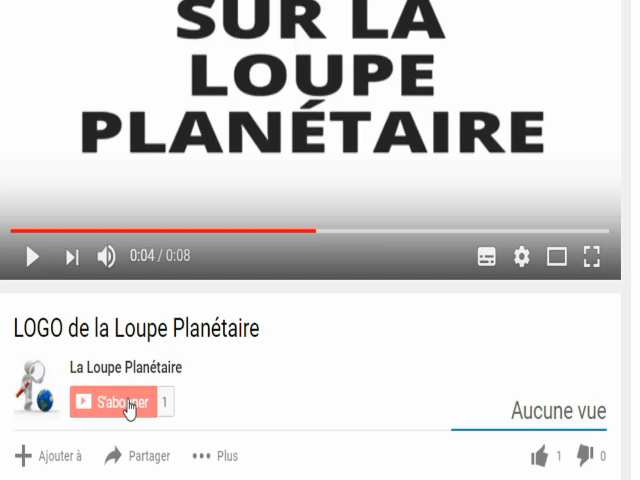 SUR LA
LOUPE
PLANÉTAIRE
0:04 / 0:08
LOGO de la Loupe Planétaire
La Loupe Planétaire
S'abonner 1
Aucune vue
Ajouter à Partager Plus 1 0